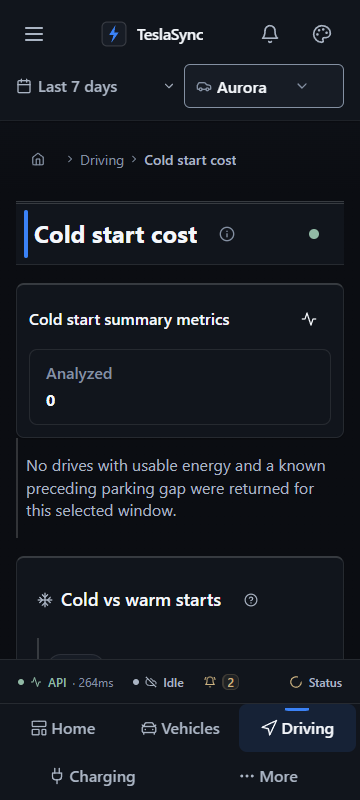 TeslaSync
Last 7 days
Aurora
Driving
Cold start cost
Cold start cost
Cold start summary metrics
Analyzed
0
No drives with usable energy and a known
preceding parking gap were returned for
this selected window.
Cold vs warm starts
API · 264ms
Idle
2
Status
Home
Vehicles
Driving
Charging
More